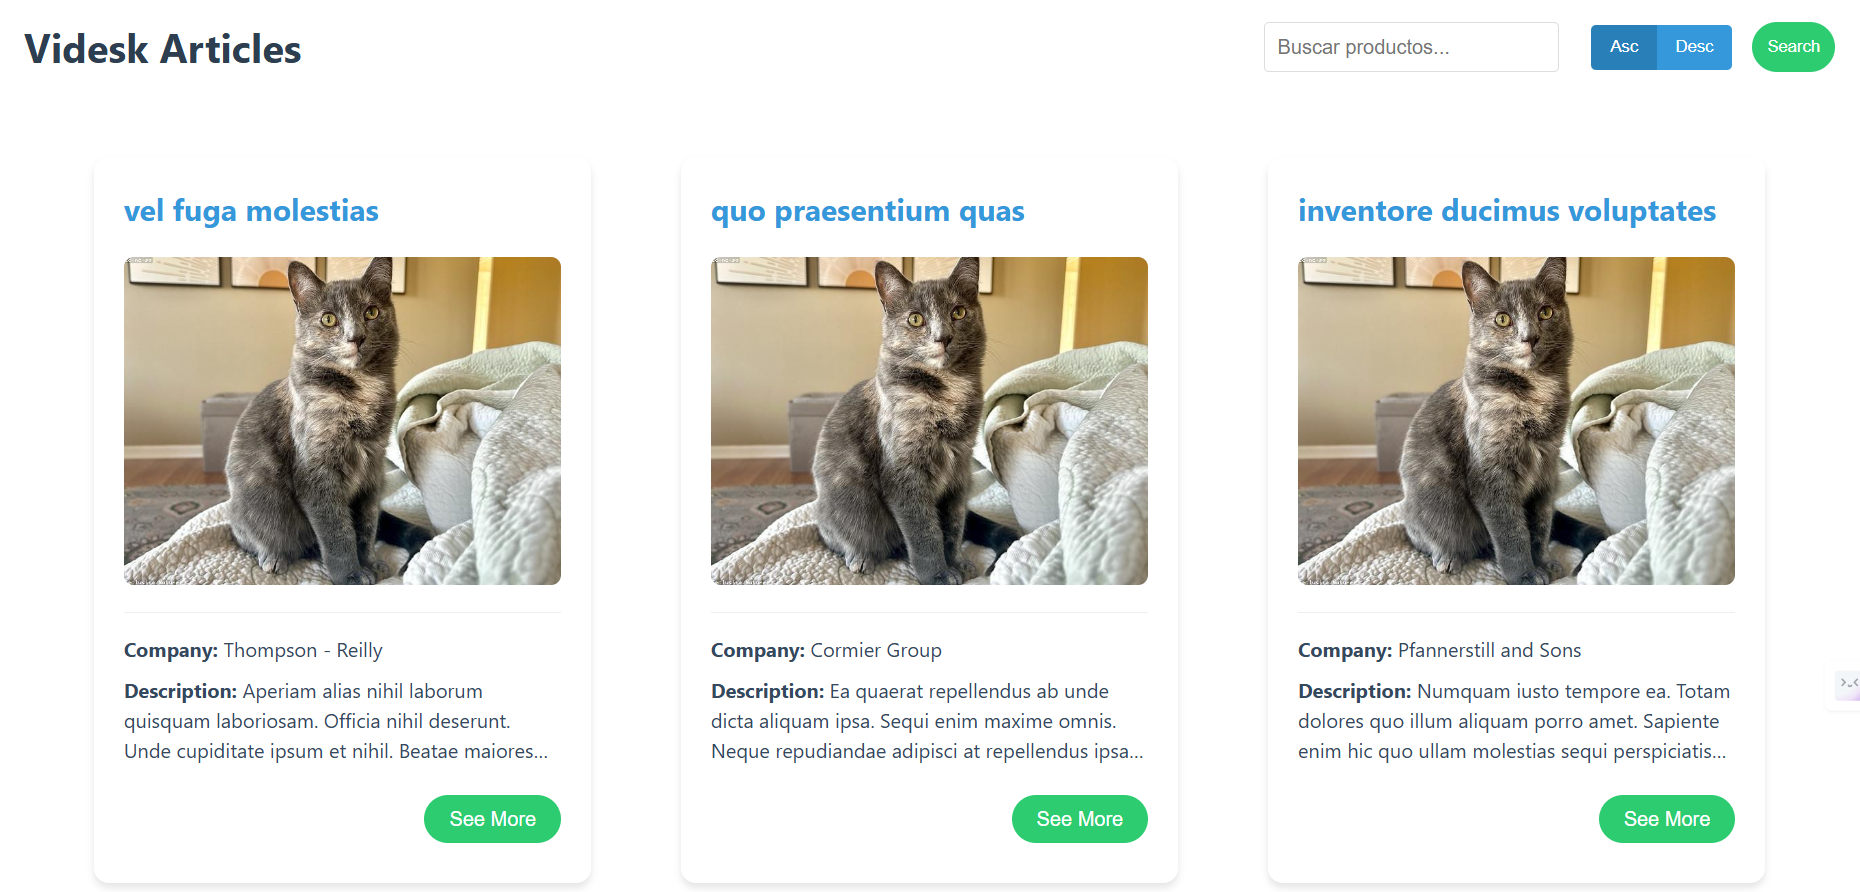 Videsk Articles
Buscar productos...
Asc
Desc
Search
vel fuga molestias
Company: Thompson - Reilly
Description: Aperiam alias nihil laborum
quisquam laboriosam. Officia nihil deserunt.
Unde cupiditate ipsum et nihil. Beatae maiores...
See More
quo praesentium quas
Company: Cormier Group
Description: Ea quaerat repellendus ab unde
dicta aliquam ipsa. Sequi enim maxime omnis.
Neque repudiandae adipisci at repellendus ipsa...
See More
inventore ducimus voluptates
Company: Pfannerstill and Sons
Description: Numquam iusto tempore ea. Totam
dolores quo illum aliquam porro amet. Sapiente
enim hic quo ullam molestias sequi perspiciatis...
See More